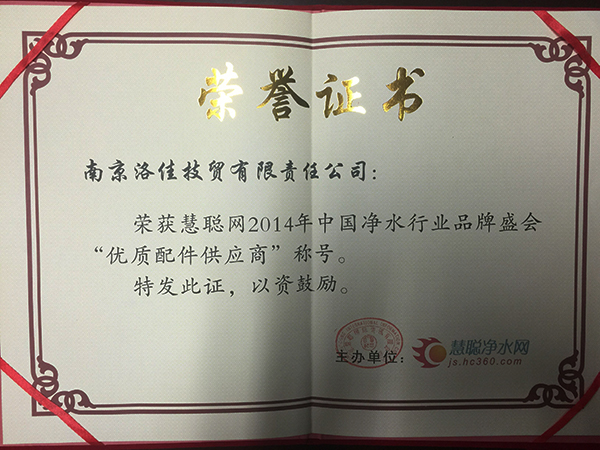 荣誉证书
南京洛佳技贸有限责任公司：
荣获慧聪网2014年中国净水行业品牌盛会
“优质配件供应商”称号。
特发此证，以资鼓励。
主办单位：
慧聪净水网
js.hc360.com